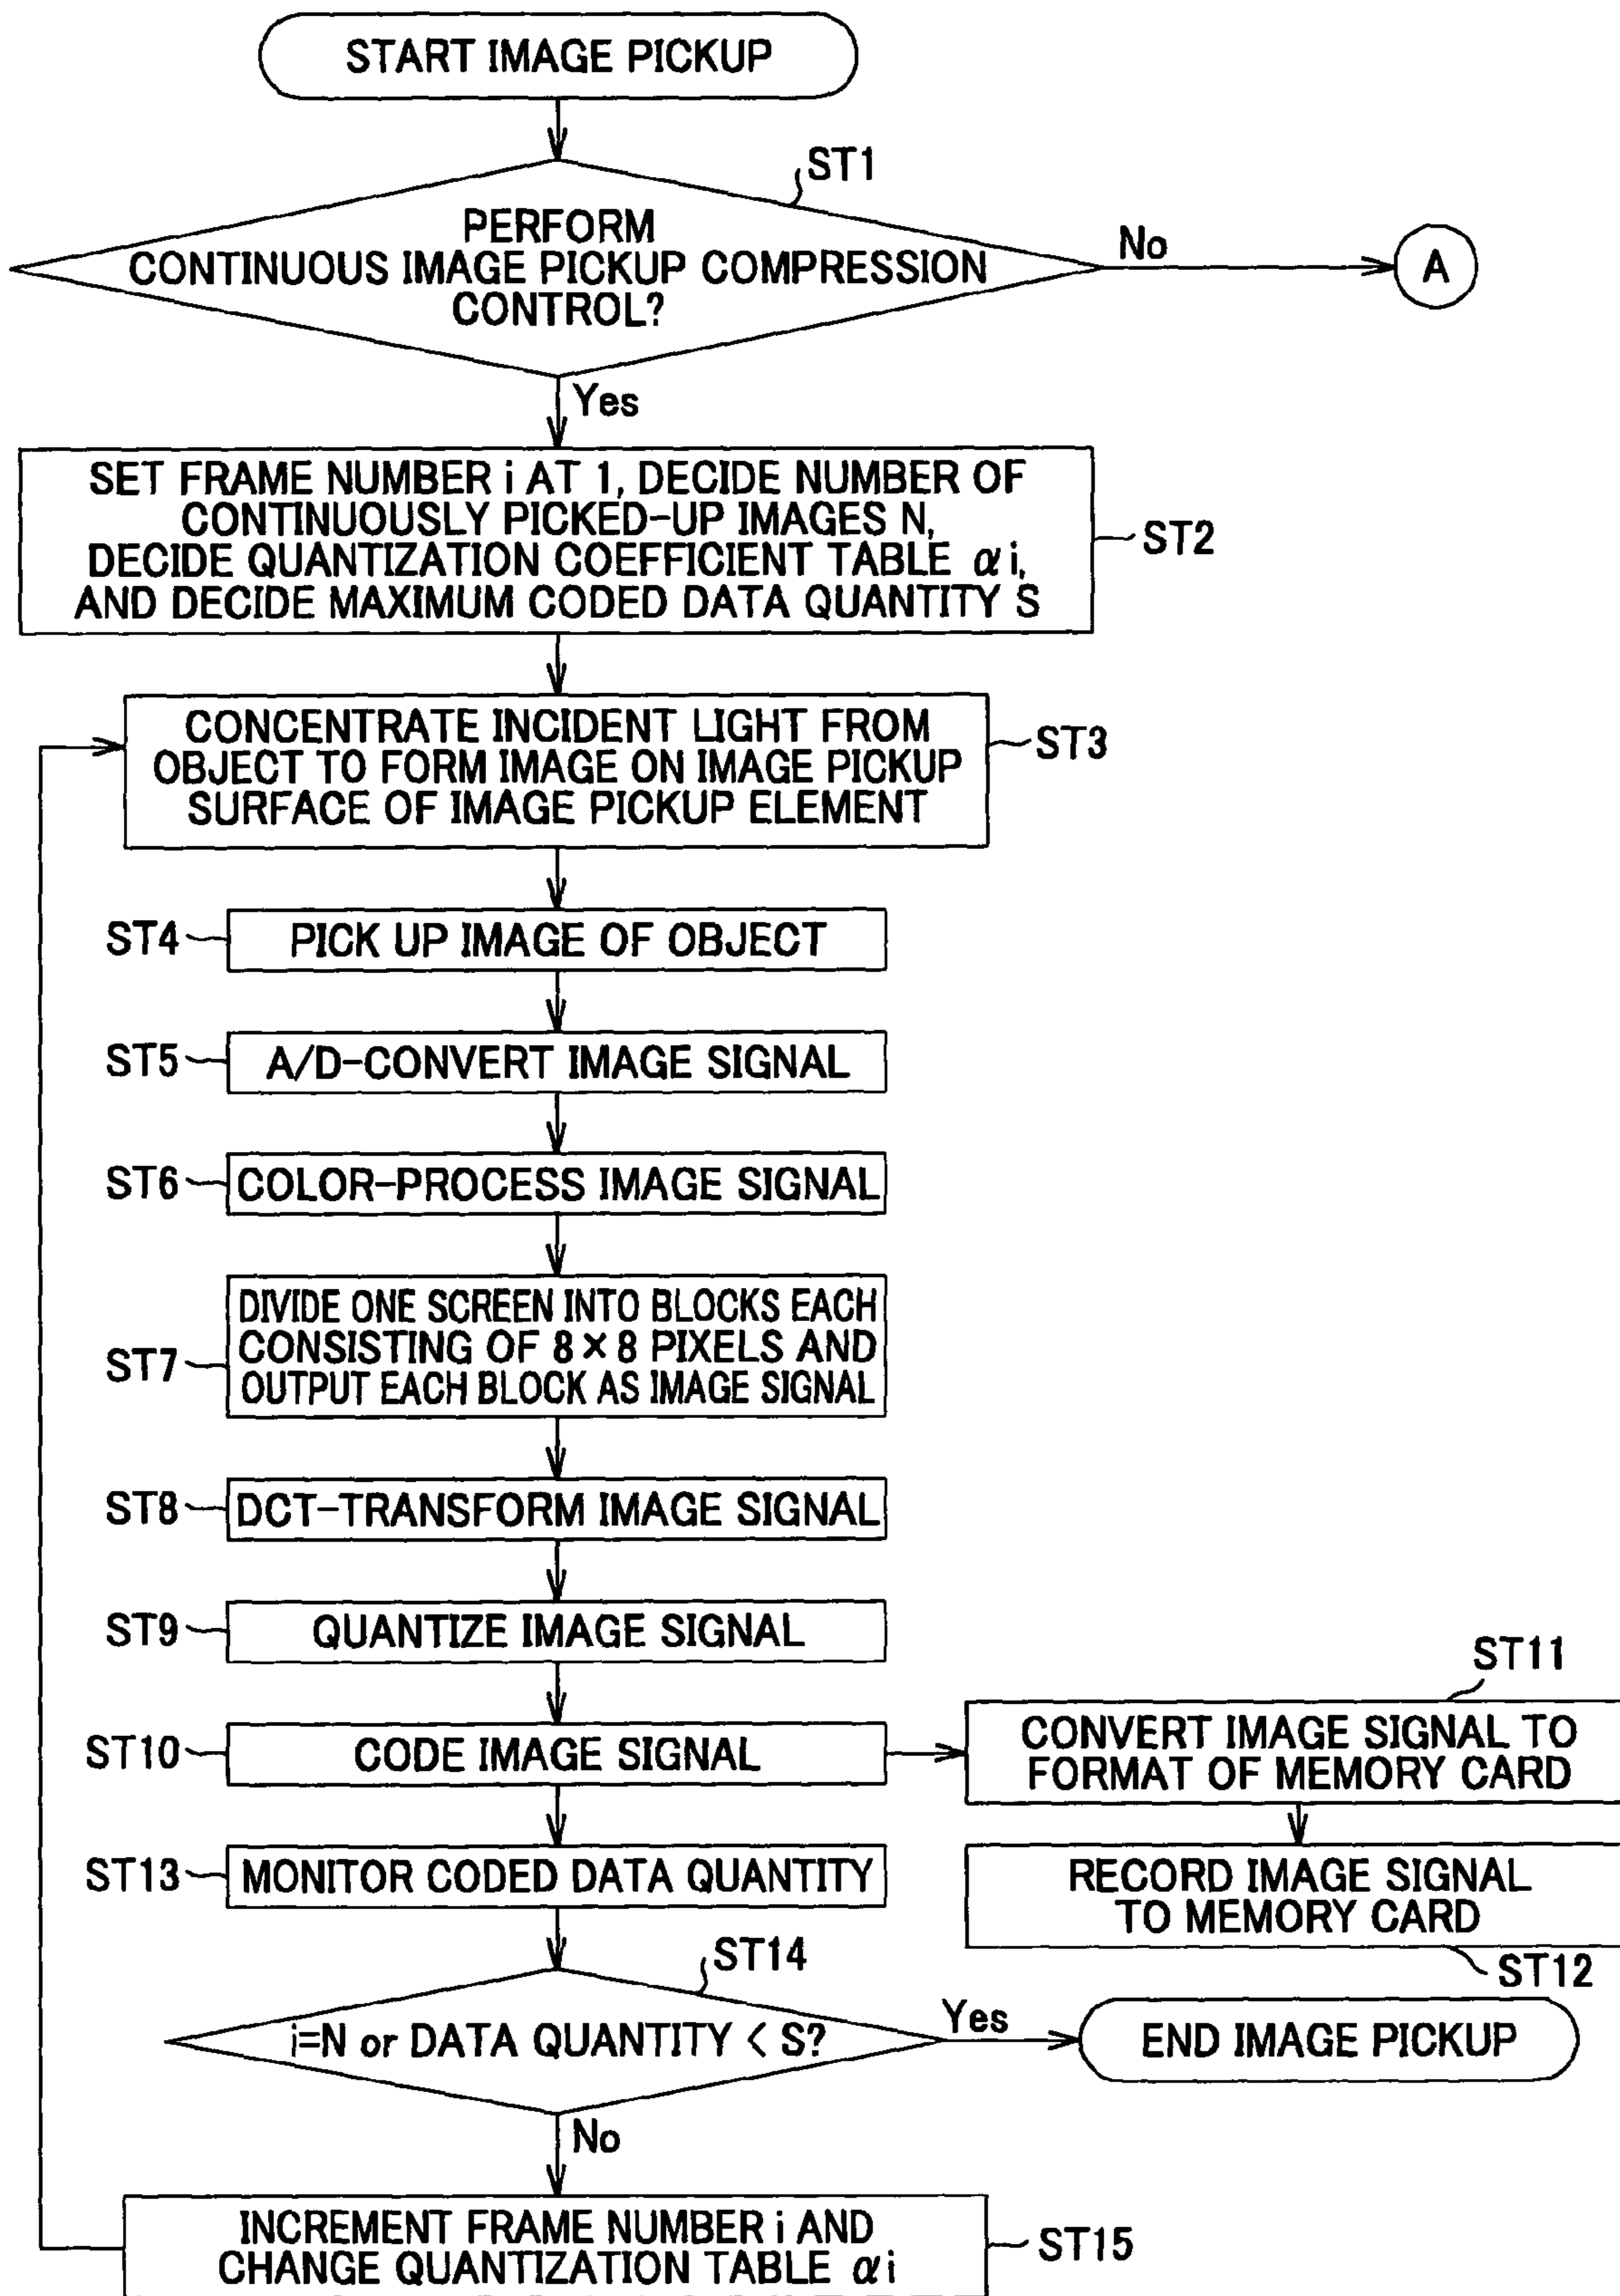 START IMAGE PICKUP
ST1
PERFORM
CONTINUOUS IMAGE PICKUP COMPRESSION
CONTROL?
No
A
Yes
SET FRAME NUMBER i AT 1, DECIDE NUMBER OF
CONTINUOUSLY PICKED-UP IMAGES N,
DECIDE QUANTIZATION COEFFICIENT TABLE αi,
AND DECIDE MAXIMUM CODED DATA QUANTITY S
ST2
CONCENTRATE INCIDENT LIGHT FROM
OBJECT TO FORM IMAGE ON IMAGE PICKUP
SURFACE OF IMAGE PICKUP ELEMENT
ST3
ST4
PICK UP IMAGE OF OBJECT
ST5
A/D-CONVERT IMAGE SIGNAL
ST6
COLOR-PROCESS IMAGE SIGNAL
ST7
DIVIDE ONE SCREEN INTO BLOCKS EACH
CONSISTING OF 8×8 PIXELS AND
OUTPUT EACH BLOCK AS IMAGE SIGNAL
ST8
DCT-TRANSFORM IMAGE SIGNAL
ST9
QUANTIZE IMAGE SIGNAL
ST10
CODE IMAGE SIGNAL
ST11
CONVERT IMAGE SIGNAL TO
FORMAT OF MEMORY CARD
RECORD IMAGE SIGNAL
TO MEMORY CARD
ST12
ST13
MONITOR CODED DATA QUANTITY
ST14
i=N or DATA QUANTITY < S?
Yes
END IMAGE PICKUP
No
INCREMENT FRAME NUMBER i AND
CHANGE QUANTIZATION TABLE αi
ST15